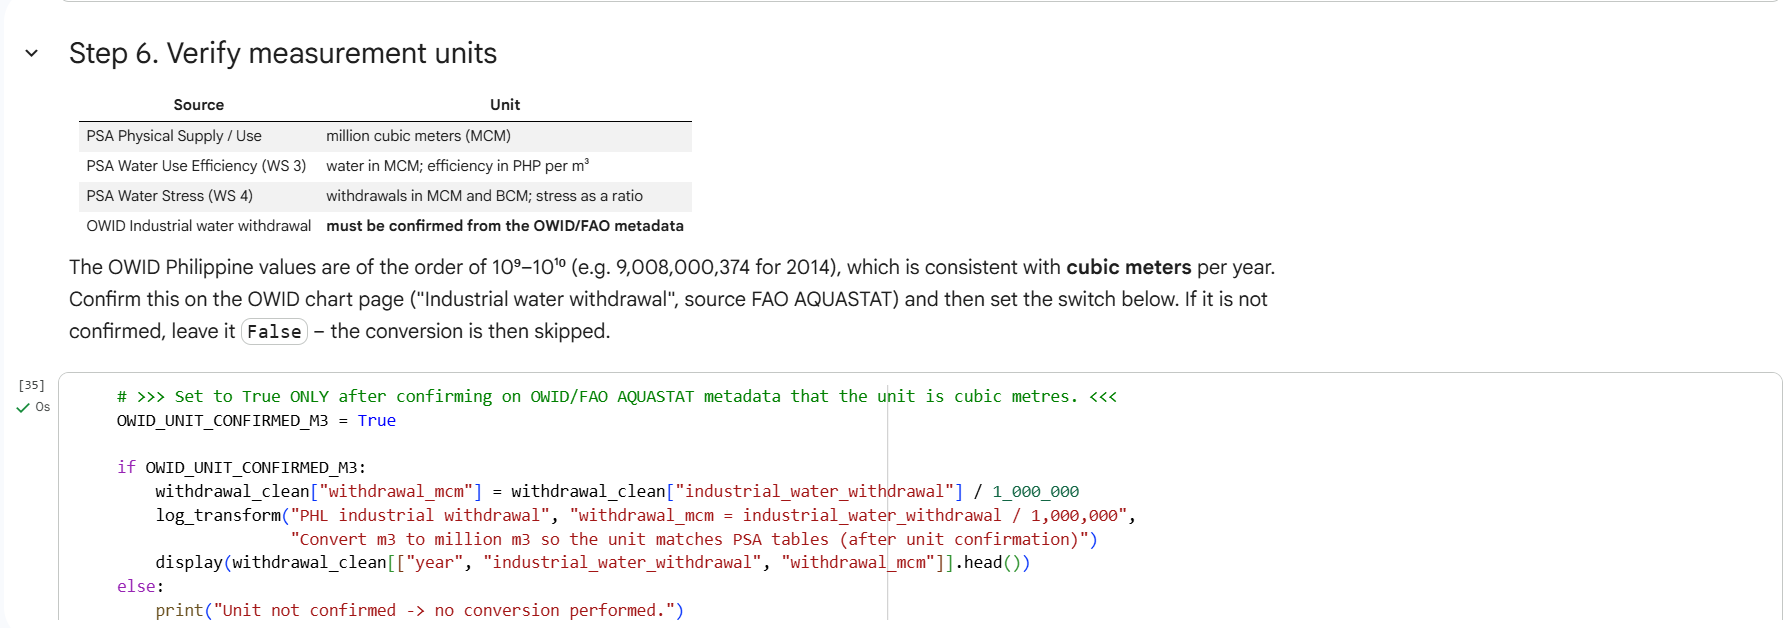 Step 6. Verify measurement units
Source Unit
PSA Physical Supply / Use million cubic meters (MCM)
PSA Water Use Efficiency (WS 3) water in MCM; efficiency in PHP per m³
PSA Water Stress (WS 4) withdrawals in MCM and BCM; stress as a ratio
OWID Industrial water withdrawal must be confirmed from the OWID/FAO metadata
The OWID Philippine values are of the order of 10⁹–10¹⁰ (e.g. 9,008,000,374 for 2014), which is consistent with cubic meters per year.
Confirm this on the OWID chart page ("Industrial water withdrawal", source FAO AQUASTAT) and then set the switch below. If it is not
confirmed, leave it False – the conversion is then skipped.
[35]
0s
# >>> Set to True ONLY after confirming on OWID/FAO AQUASTAT metadata that the unit is cubic metres. <<<
OWID_UNIT_CONFIRMED_M3 = True
if OWID_UNIT_CONFIRMED_M3:
withdrawal_clean["withdrawal_mcm"] = withdrawal_clean["industrial_water_withdrawal"] / 1_000_000
log_transform("PHL industrial withdrawal", "withdrawal_mcm = industrial_water_withdrawal / 1,000,000",
"Convert m3 to million m3 so the unit matches PSA tables (after unit confirmation)")
display(withdrawal_clean[["year", "industrial_water_withdrawal", "withdrawal_mcm"]].head())
else:
print("Unit not confirmed -> no conversion performed.")